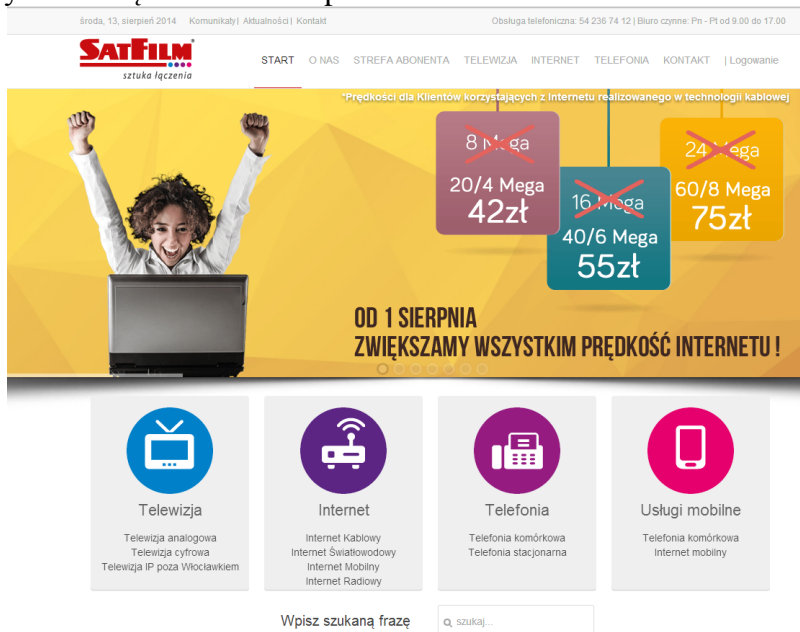 środa, 13, sierpień 2014 Komunikaty| Aktualności| Kontakt
Obsługa telefoniczna: 54 236 74 12 | Biuro czynne: Pn - Pt od 9.00 do 17.00
SATFILM
sztuka łączenia
START O NAS STREFA ABONENTA TELEWIZJA INTERNET TELEFONIA KONTAKT | Logowanie
*Prędkości dla Klientów korzystających z Internetu realizowanego w technologii kablowej
8 Mega
20/4 Mega
42zł
16 Mega
40/6 Mega
55zł
24 Mega
60/8 Mega
75zł
OD 1 SIERPNIA
ZWIĘKSZAMY WSZYSTKIM PRĘDKOŚĆ INTERNETU !
Telewizja
Telewizja analogowa
Telewizja cyfrowa
Telewizja IP poza Włocławkiem
Internet
Internet Kablowy
Internet Światłowodowy
Internet Mobilny
Internet Radiowy
Telefonia
Telefonia komórkowa
Telefonia stacjonarna
Usługi mobilne
Telefonia komórkowa
Internet mobilny
Wpisz szukaną frazę
szukaj...